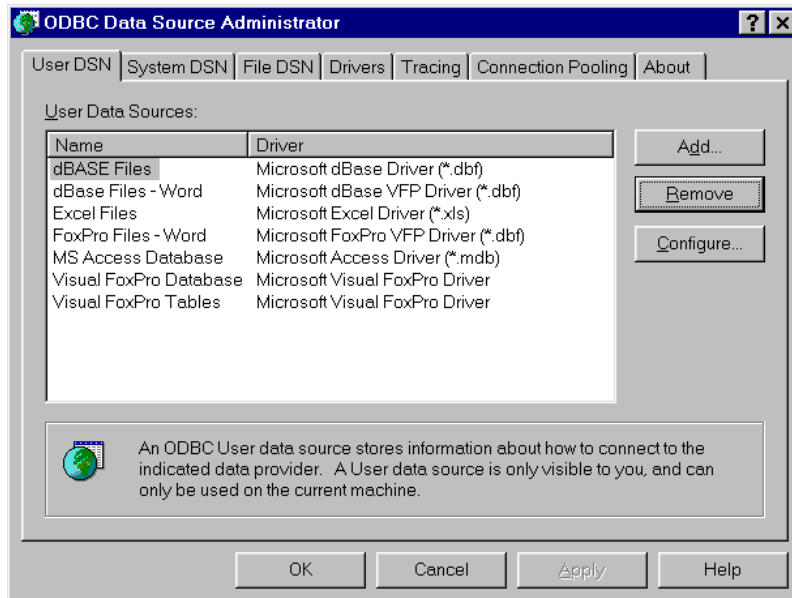 ODBC Data Source Administrator
User DSN System DSN File DSN Drivers Tracing Connection Pooling About
User Data Sources:
Name Driver
dBASE Files Microsoft dBase Driver (*.dbf)
dBase Files - Word Microsoft dBase VFP Driver (*.dbf)
Excel Files Microsoft Excel Driver (*.xls)
FoxPro Files - Word Microsoft FoxPro VFP Driver (*.dbf)
MS Access Database Microsoft Access Driver (*.mdb)
Visual FoxPro Database Microsoft Visual FoxPro Driver
Visual FoxPro Tables Microsoft Visual FoxPro Driver
Add...
Remove
Configure...
An ODBC User data source stores information about how to connect to the
indicated data provider. A User data source is only visible to you, and can
only be used on the current machine.
OK Cancel Apply Help